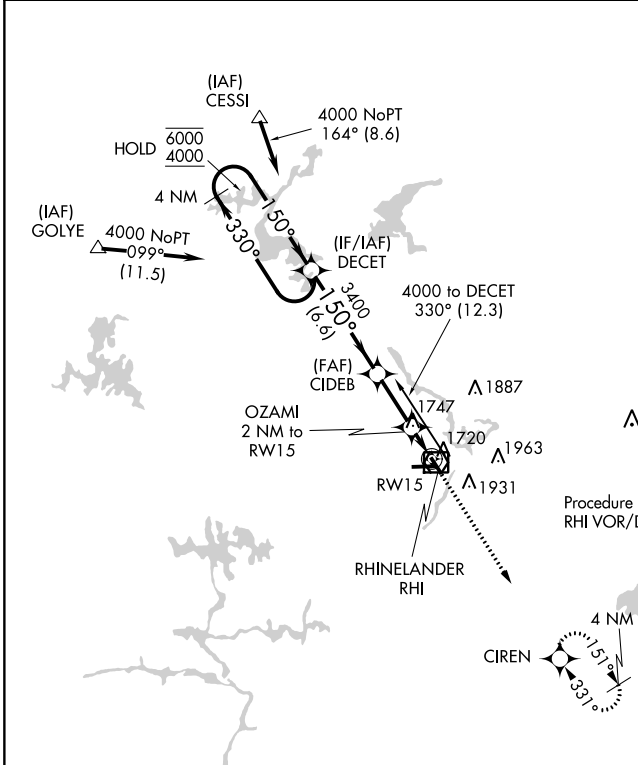 (IAF)
CESSI
4000 NoPT
164° (8.6)
HOLD
6000
4000
4 NM
(IAF)
GOLYE
4000 NoPT
099°
(11.5)
150°
330°
(IF/IAF)
DECET
3400
150°
(6.6)
4000 to DECET
330° (12.3)
(FAF)
CIDEB
1887
1747
OZAMI
2 NM to
RW15
1720
1963
RW15
1931
Procedure
RHI VOR/D
RHINELANDER
RHI
4 NM
CIREN
151°
331°